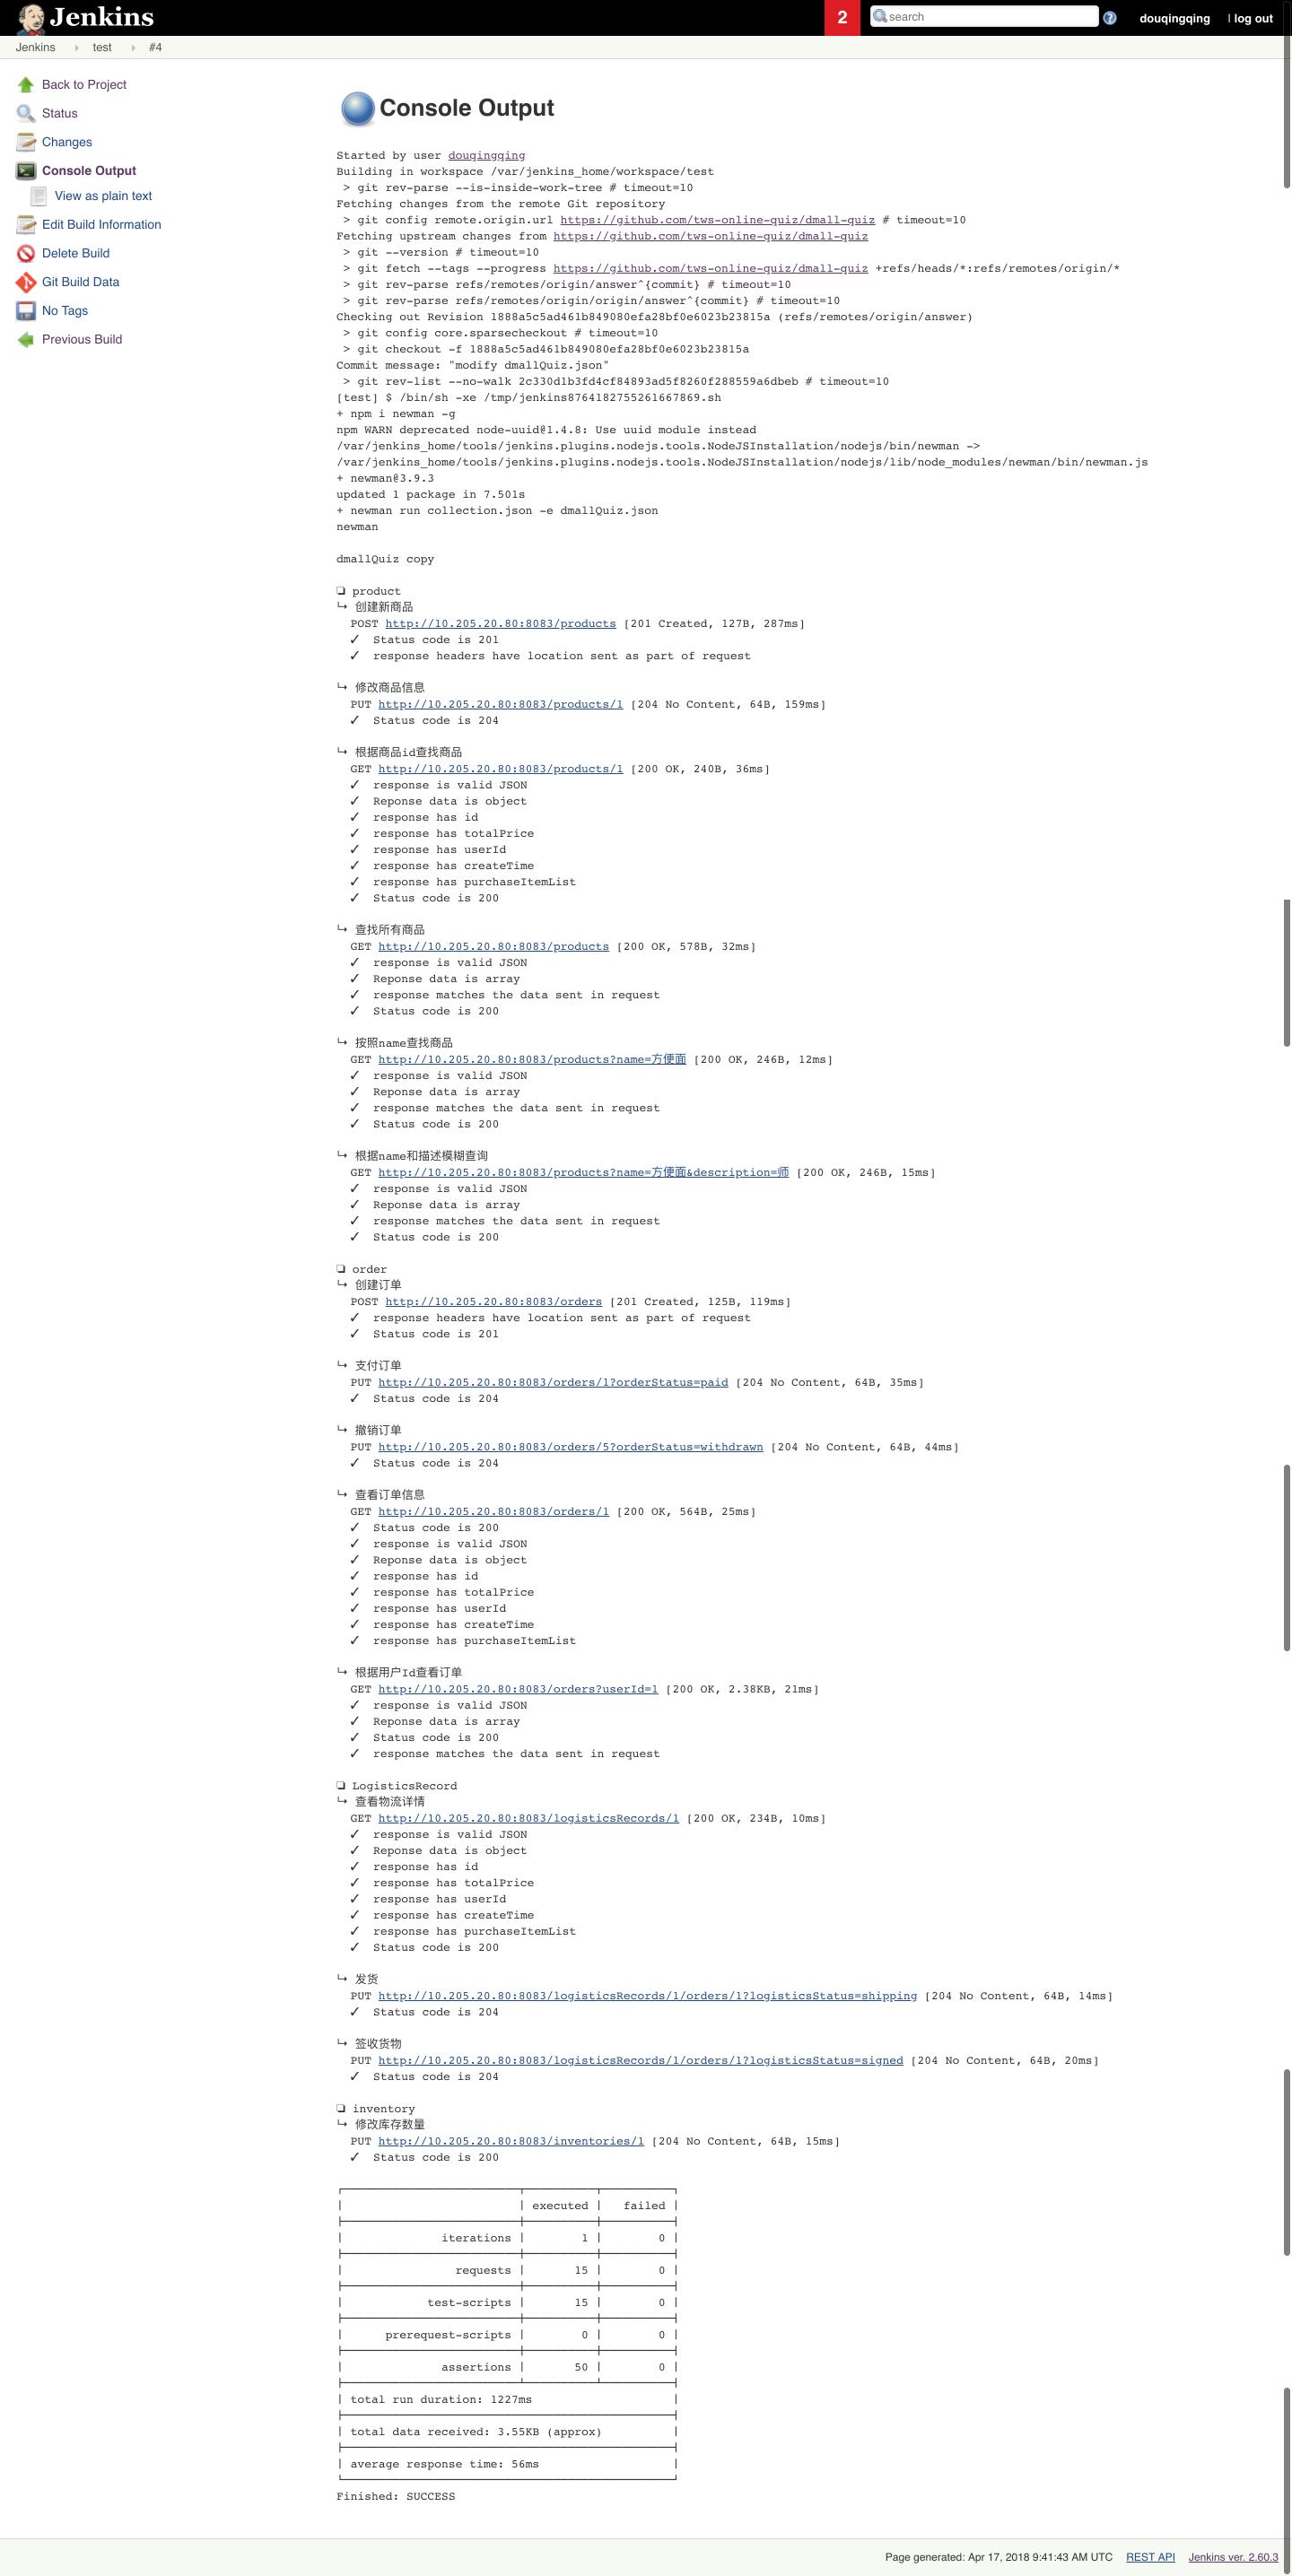 Jenkins
2
search
douqingqing
| log out
Jenkins
test
#4
Back to Project
Status
Changes
Console Output
View as plain text
Edit Build Information
Delete Build
Git Build Data
No Tags
Previous Build
Console Output
Started by user douqingqing
Building in workspace /var/jenkins_home/workspace/test
> git rev-parse --is-inside-work-tree # timeout=10
Fetching changes from the remote Git repository
> git config remote.origin.url https://github.com/tws-online-quiz/dmall-quiz # timeout=10
Fetching upstream changes from https://github.com/tws-online-quiz/dmall-quiz
> git --version # timeout=10
> git fetch --tags --progress https://github.com/tws-online-quiz/dmall-quiz +refs/heads/*:refs/remotes/origin/*
> git rev-parse refs/remotes/origin/answer^{commit} # timeout=10
> git rev-parse refs/remotes/origin/origin/answer^{commit} # timeout=10
Checking out Revision 1888a5c5ad461b849080efa28bf0e6023b23815a (refs/remotes/origin/answer)
> git config core.sparsecheckout # timeout=10
> git checkout -f 1888a5c5ad461b849080efa28bf0e6023b23815a
Commit message: "modify dmallQuiz.json"
> git rev-list --no-walk 2c330d1b3fd4cf84893ad5f8260f288559a6dbeb # timeout=10
[test] $ /bin/sh -xe /tmp/jenkins8764182755261667869.sh
+ npm i newman -g
npm WARN deprecated node-uuid@1.4.8: Use uuid module instead
/var/jenkins_home/tools/jenkins.plugins.nodejs.tools.NodeJSInstallation/nodejs/bin/newman ->
/var/jenkins_home/tools/jenkins.plugins.nodejs.tools.NodeJSInstallation/nodejs/lib/node_modules/newman/bin/newman.js
+ newman@3.9.3
updated 1 package in 7.501s
+ newman run collection.json -e dmallQuiz.json
newman
dmallQuiz copy
❏ product
↳ 创建新商品
POST http://10.205.20.80:8083/products [201 Created, 127B, 287ms]
✓ Status code is 201
✓ response headers have location sent as part of request
↳ 修改商品信息
PUT http://10.205.20.80:8083/products/1 [204 No Content, 64B, 159ms]
✓ Status code is 204
↳ 根据商品id查找商品
GET http://10.205.20.80:8083/products/1 [200 OK, 240B, 36ms]
✓ response is valid JSON
✓ Reponse data is object
✓ response has id
✓ response has totalPrice
✓ response has userId
✓ response has createTime
✓ response has purchaseItemList
✓ Status code is 200
↳ 查找所有商品
GET http://10.205.20.80:8083/products [200 OK, 578B, 32ms]
✓ response is valid JSON
✓ Reponse data is array
✓ response matches the data sent in request
✓ Status code is 200
↳ 按照name查找商品
GET http://10.205.20.80:8083/products?name=方便面 [200 OK, 246B, 12ms]
✓ response is valid JSON
✓ Reponse data is array
✓ response matches the data sent in request
✓ Status code is 200
↳ 根据name和描述模糊查询
GET http://10.205.20.80:8083/products?name=方便面&description=师 [200 OK, 246B, 15ms]
✓ response is valid JSON
✓ Reponse data is array
✓ response matches the data sent in request
✓ Status code is 200
❏ order
↳ 创建订单
POST http://10.205.20.80:8083/orders [201 Created, 125B, 119ms]
✓ response headers have location sent as part of request
✓ Status code is 201
↳ 支付订单
PUT http://10.205.20.80:8083/orders/1?orderStatus=paid [204 No Content, 64B, 35ms]
✓ Status code is 204
↳ 撤销订单
PUT http://10.205.20.80:8083/orders/5?orderStatus=withdrawn [204 No Content, 64B, 44ms]
✓ Status code is 204
↳ 查看订单信息
GET http://10.205.20.80:8083/orders/1 [200 OK, 564B, 25ms]
✓ Status code is 200
✓ response is valid JSON
✓ Reponse data is object
✓ response has id
✓ response has totalPrice
✓ response has userId
✓ response has createTime
✓ response has purchaseItemList
↳ 根据用户Id查看订单
GET http://10.205.20.80:8083/orders?userId=1 [200 OK, 2.38KB, 21ms]
✓ response is valid JSON
✓ Reponse data is array
✓ Status code is 200
✓ response matches the data sent in request
❏ LogisticsRecord
↳ 查看物流详情
GET http://10.205.20.80:8083/logisticsRecords/1 [200 OK, 234B, 10ms]
✓ response is valid JSON
✓ Reponse data is object
✓ response has id
✓ response has totalPrice
✓ response has userId
✓ response has createTime
✓ response has purchaseItemList
✓ Status code is 200
↳ 发货
PUT http://10.205.20.80:8083/logisticsRecords/1/orders/1?logisticsStatus=shipping [204 No Content, 64B, 14ms]
✓ Status code is 204
↳ 签收货物
PUT http://10.205.20.80:8083/logisticsRecords/1/orders/1?logisticsStatus=signed [204 No Content, 64B, 20ms]
✓ Status code is 204
❏ inventory
↳ 修改库存数量
PUT http://10.205.20.80:8083/inventories/1 [204 No Content, 64B, 15ms]
✓ Status code is 200
executed | failed
iterations | 1 | 0
requests | 15 | 0
test-scripts | 15 | 0
prerequest-scripts | 0 | 0
assertions | 50 | 0
total run duration: 1227ms
total data received: 3.55KB (approx)
average response time: 56ms
Finished: SUCCESS
Page generated: Apr 17, 2018 9:41:43 AM UTC
REST API
Jenkins ver. 2.60.3